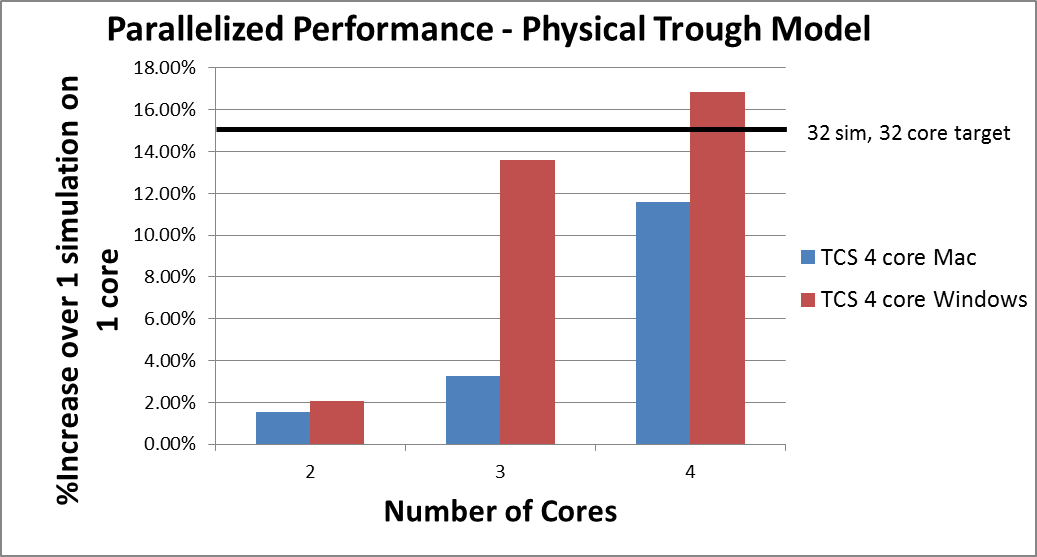 Parallelized Performance - Physical Trough Model
%Increase over 1 simulation on
1 core
18.00%
16.00%
14.00%
12.00%
10.00%
8.00%
6.00%
4.00%
2.00%
0.00%
32 sim, 32 core target
TCS 4 core Mac
TCS 4 core Windows
2
3
4
Number of Cores